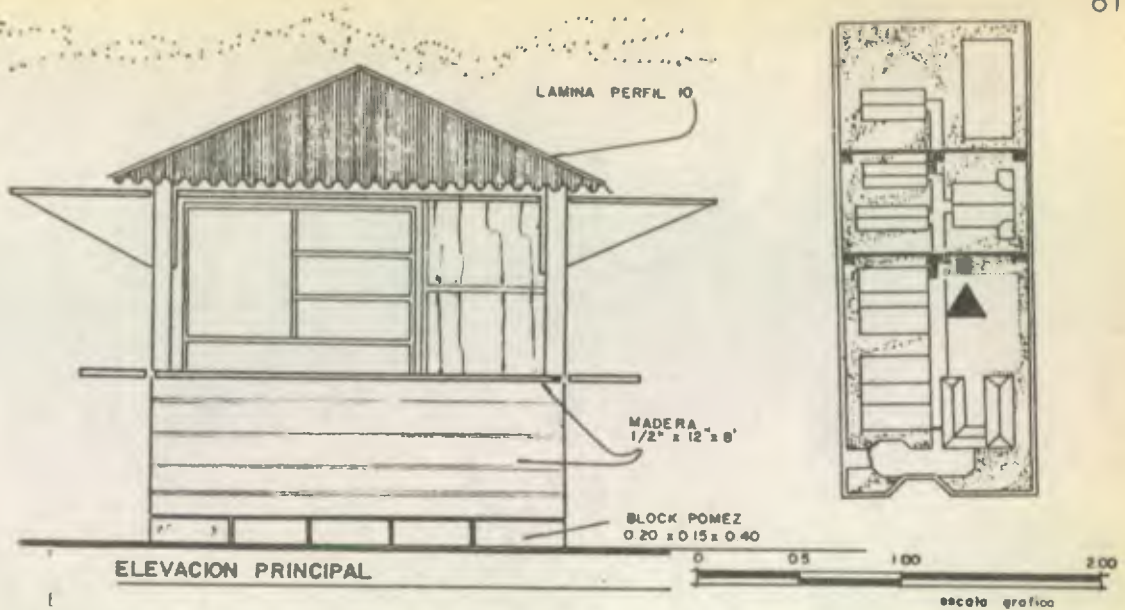 LAMINA PERFIL 10
MADERA
1/2" x 12" x 8'
BLOCK POMEZ
0.20 x 0.15 x 0.40
ELEVACION PRINCIPAL
0 0.5 1.00 2.00
escala grafica